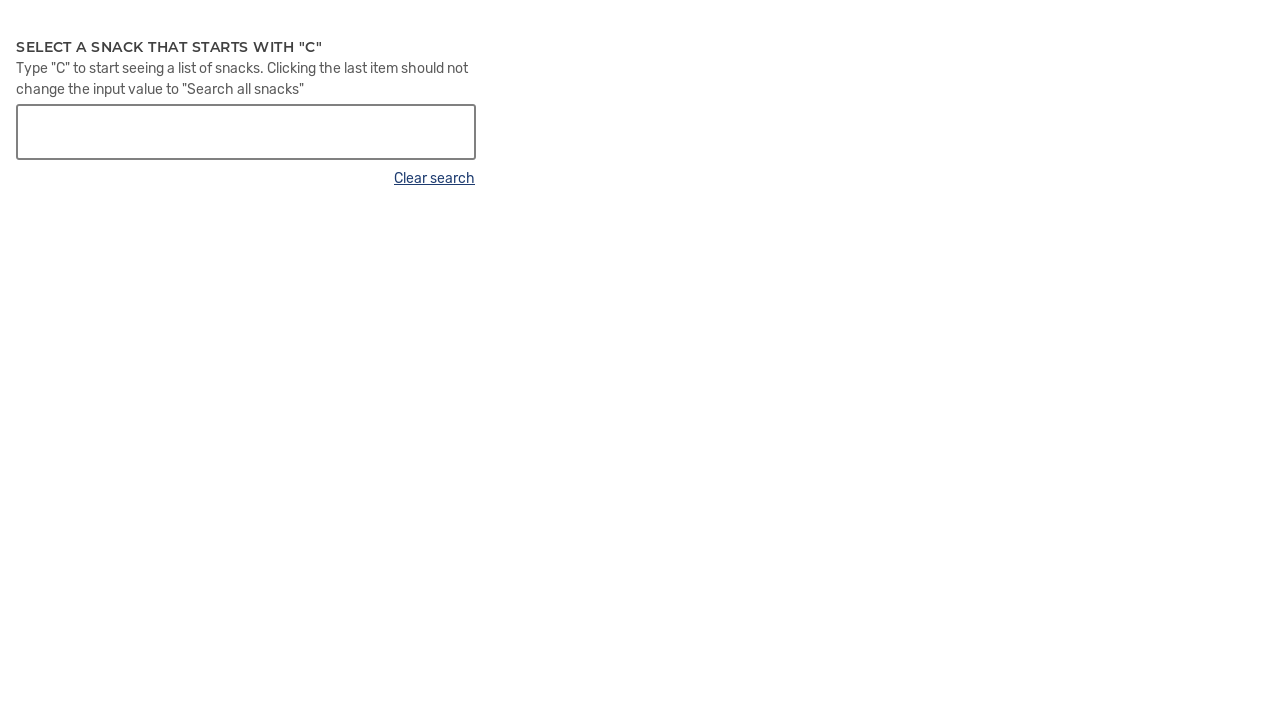 SELECT A SNACK THAT STARTS WITH "C"
Type "C" to start seeing a list of snacks. Clicking the last item should not
change the input value to "Search all snacks"
Clear search